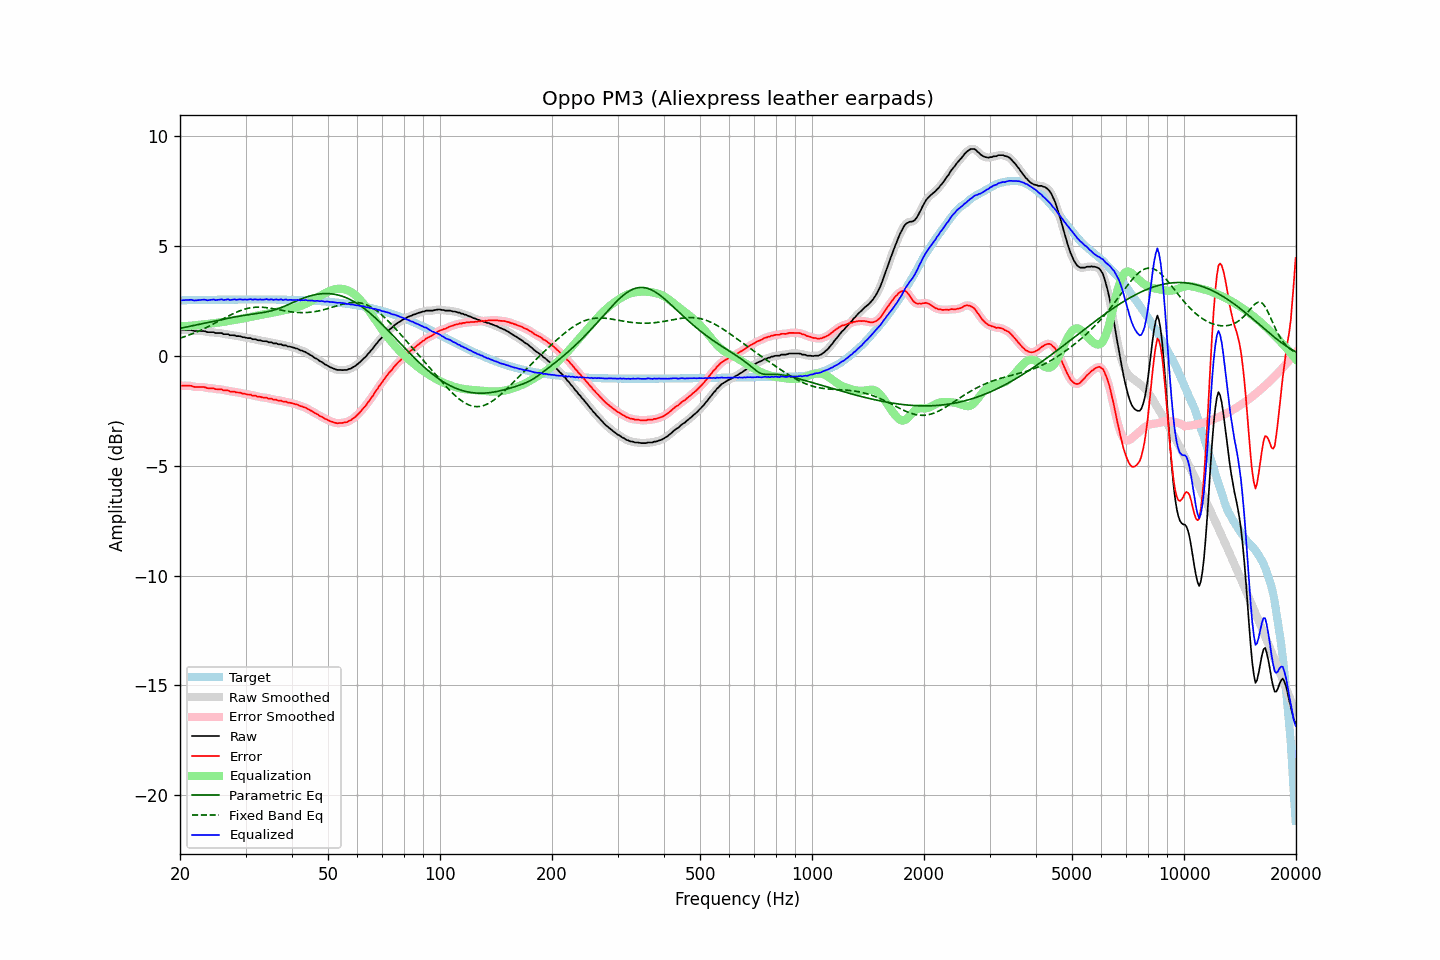 Oppo PM3 (Aliexpress leather earpads)
10
5
0
−5
−10
−15
−20
Amplitude (dBr)
Target
Raw Smoothed
Error Smoothed
Raw
Error
Equalization
Parametric Eq
Fixed Band Eq
Equalized
20 50 100 200 500 1000 2000 5000 10000 20000
Frequency (Hz)